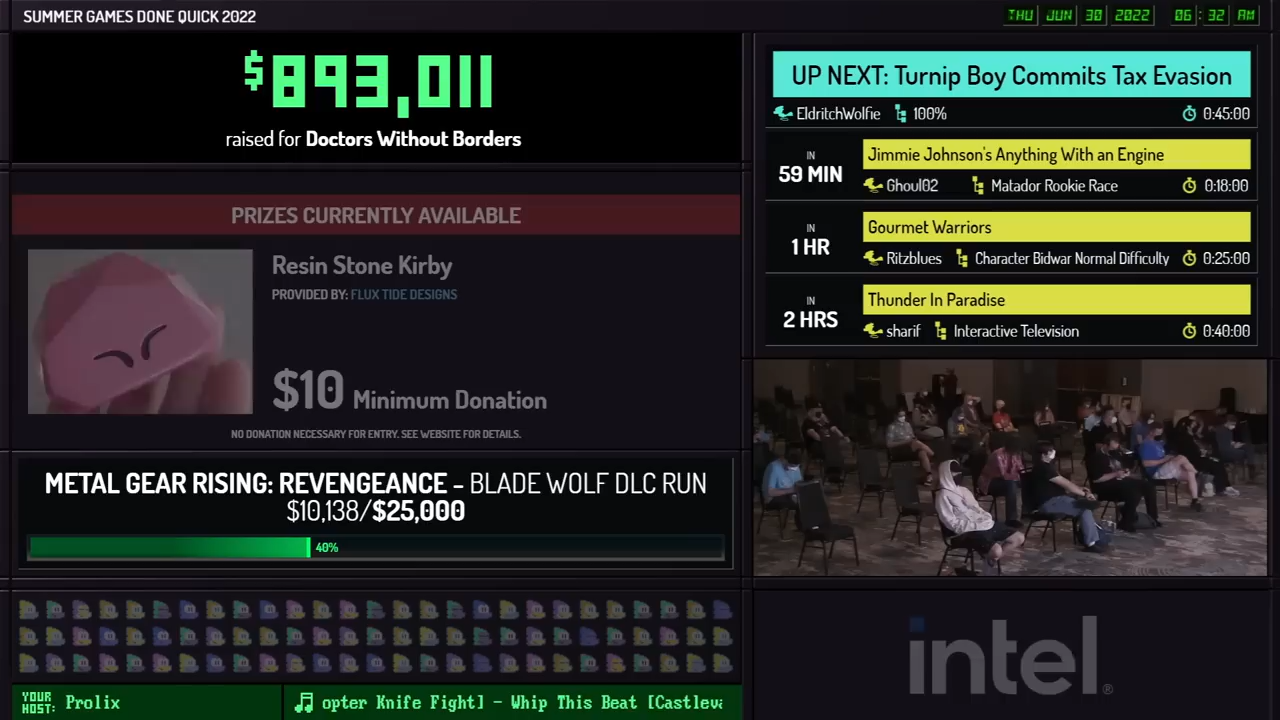 SUMMER GAMES DONE QUICK 2022
THU JUN 30 2022 06:32 AM
$893,011
raised for Doctors Without Borders
PRIZES CURRENTLY AVAILABLE
Resin Stone Kirby
PROVIDED BY: FLUX TIDE DESIGNS
$10 Minimum Donation
NO DONATION NECESSARY FOR ENTRY. SEE WEBSITE FOR DETAILS.
METAL GEAR RISING: REVENGEANCE - BLADE WOLF DLC RUN
$10,138/$25,000
40%
YOUR HOST: Prolix
opter Knife Fight] - Whip This Beat [Castleva
UP NEXT: Turnip Boy Commits Tax Evasion
EldritchWolfie 100% 0:45:00
IN 59 MIN
Jimmie Johnson's Anything With an Engine
Ghoul02 Matador Rookie Race 0:18:00
IN 1 HR
Gourmet Warriors
Ritzblues Character Bidwar Normal Difficulty 0:25:00
IN 2 HRS
Thunder In Paradise
sharif Interactive Television 0:40:00
intel®